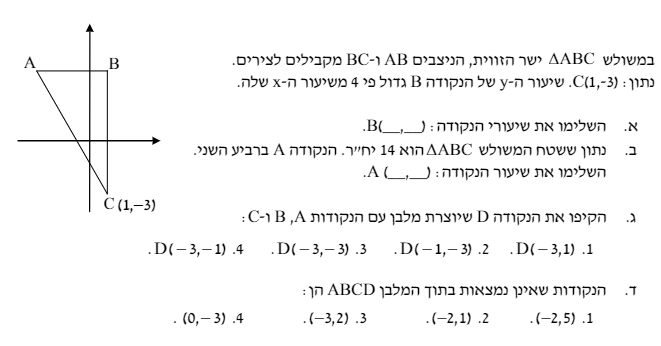 במשולש ΔABC ישר הזווית, הניצבים AB ו-BC מקבילים לצירים.
נתון : C(1,-3). שיעור ה-y של הנקודה B גדול פי 4 משיעור ה-x שלה.
A
B
C (1,−3)
א. השלימו את שיעורי הנקודה : B(__,__).
ב. נתון ששטח המשולש ΔABC הוא 14 יח״ר. הנקודה A ברביע השני.
השלימו את שיעור הנקודה : A (__,__).
ג. הקיפו את הנקודה D שיוצרת מלבן עם הנקודות A, B ו-C :
1. D(−3,1). 2. D(−1,−3). 3. D(−3,−3). 4. D(−3,−1).
ד. הנקודות שאינן נמצאות בתוך המלבן ABCD הן :
1. (−2,5). 2. (−2,1). 3. (−3,2). 4. (0,−3).